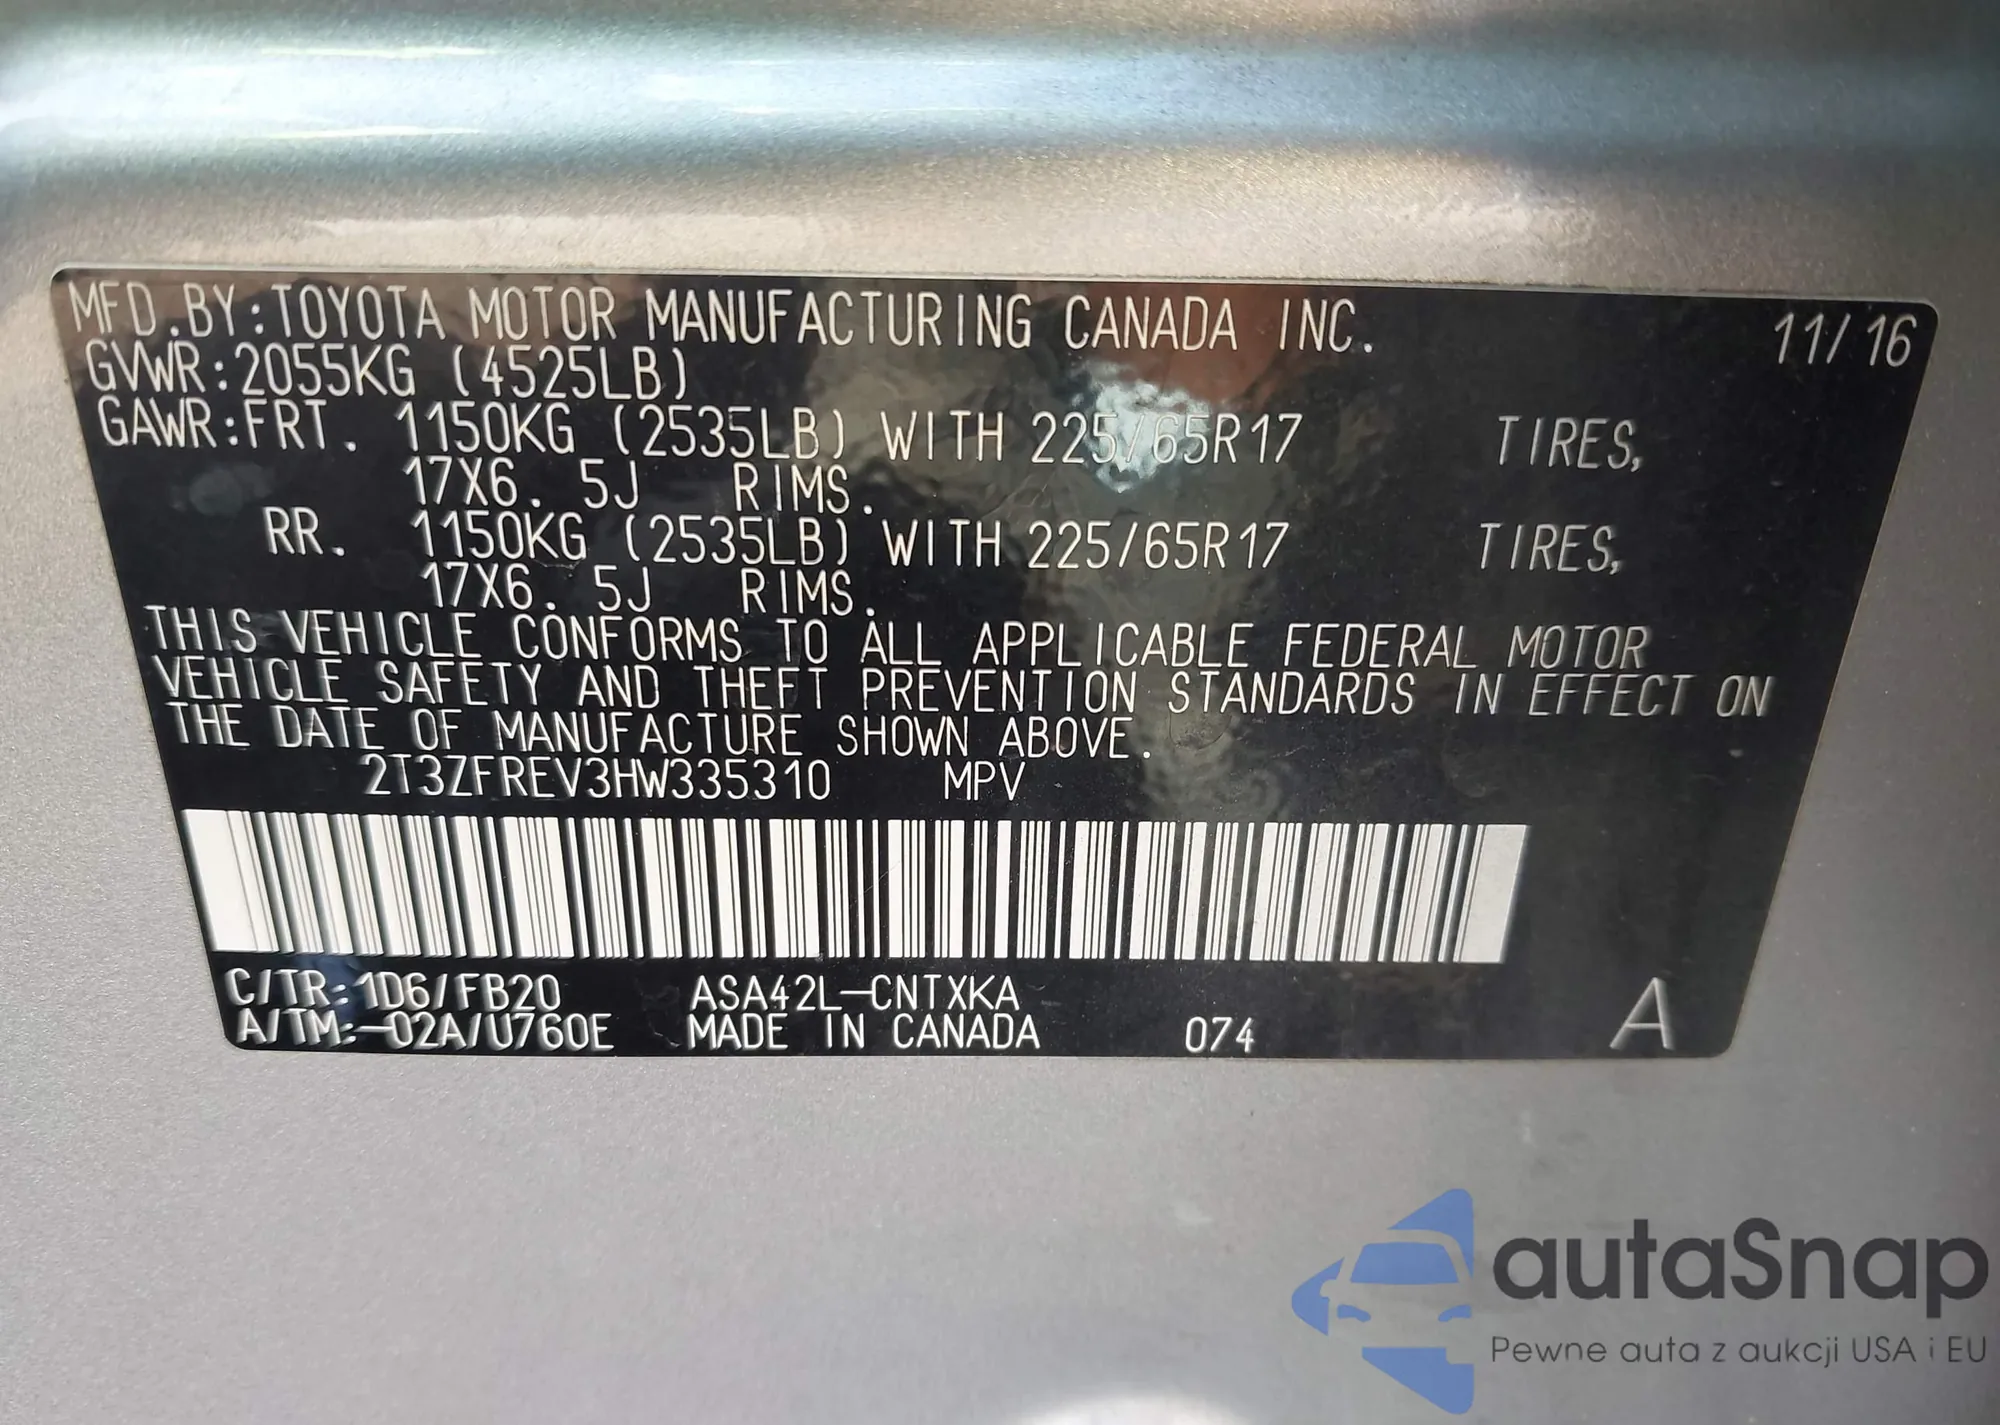 MFD.BY:TOYOTA MOTOR MANUFACTURING CANADA INC. 11/16
GVWR:2055KG (4525LB)
GAWR:FRT. 1150KG (2535LB) WITH 225/65R17 TIRES,
17X6.5J RIMS.
RR. 1150KG (2535LB) WITH 225/65R17 TIRES,
17X6.5J RIMS.
THIS VEHICLE CONFORMS TO ALL APPLICABLE FEDERAL MOTOR
VEHICLE SAFETY AND THEFT PREVENTION STANDARDS IN EFFECT ON
THE DATE OF MANUFACTURE SHOWN ABOVE.
2T3ZFREV3HW335310 MPV
C/TR:1D6/FB20 ASA42L-CNTXKA
A/TM:-02A/U760E MADE IN CANADA 074 A
autaSnap
Pewne auta z aukcji USA i EU